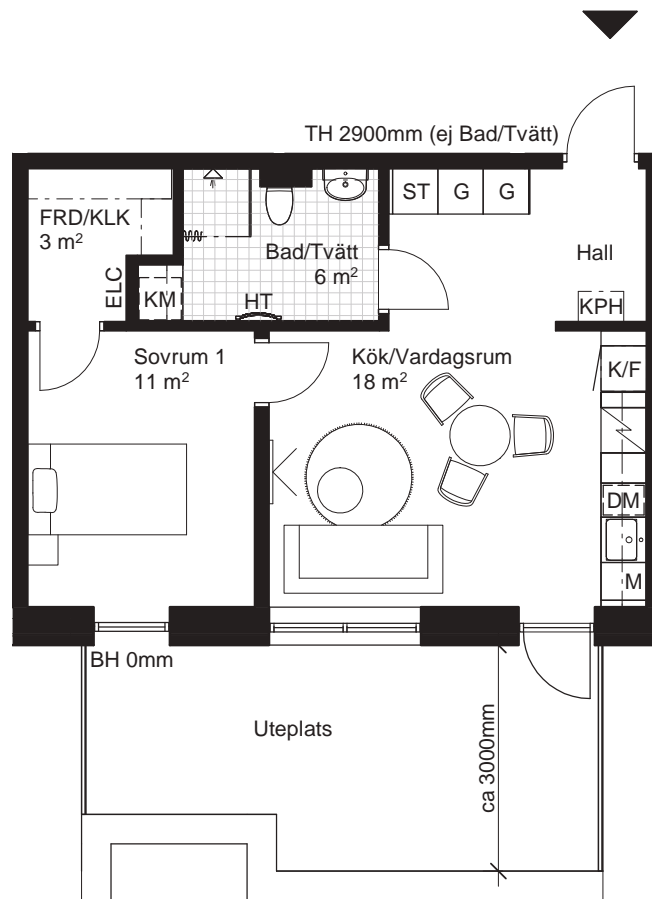 TH 2900mm (ej Bad/Tvätt)
ST G G
FRD/KLK
3 m²
Bad/Tvätt
6 m²
Hall
ELC
KM
HT
KPH
Sovrum 1
11 m²
Kök/Vardagsrum
18 m²
K/F
DM
M
BH 0mm
Uteplats
ca 3000mm